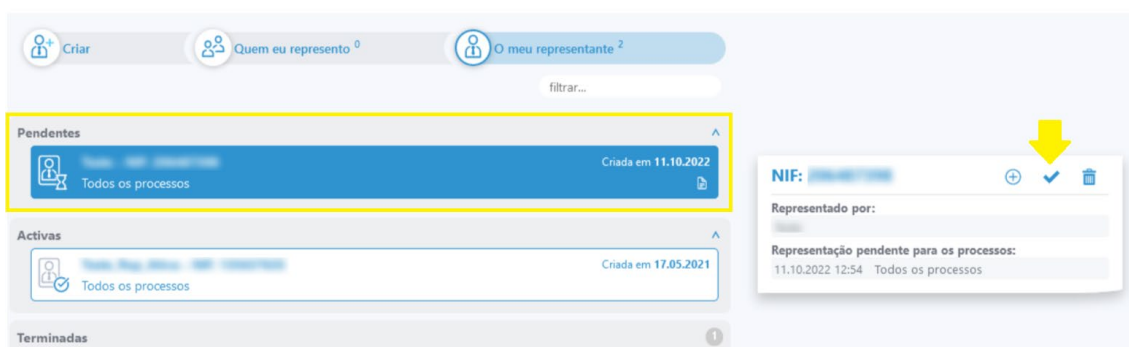 Criar
Quem eu represento 0
O meu representante 2
filtrar...
Pendentes
Criada em 11.10.2022
Todos os processos
NIF:
Representado por:
Representação pendente para os processos:
11.10.2022 12:54 Todos os processos
Activas
Criada em 17.05.2021
Todos os processos
Terminadas
1